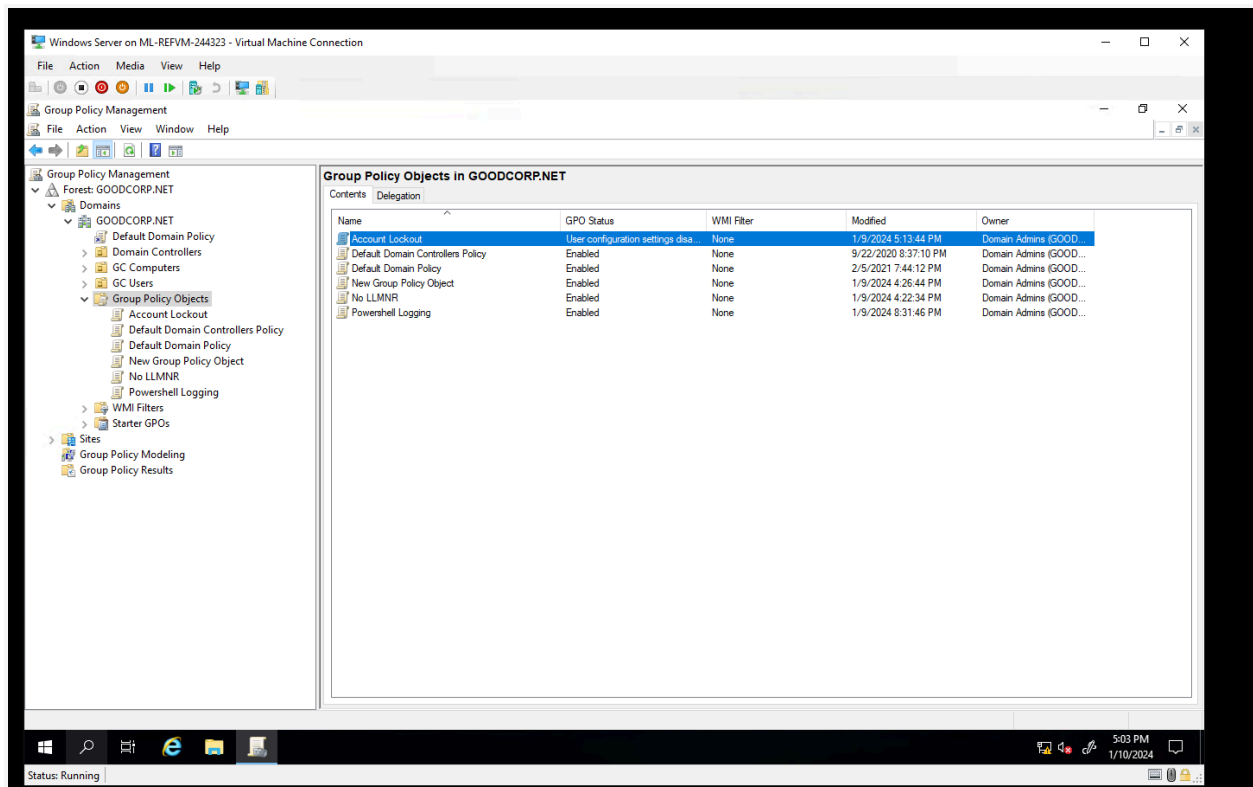 Windows Server on ML-REFVM-244323 - Virtual Machine Connection
File Action Media View Help
Group Policy Management
File Action View Window Help
Group Policy Management
Forest: GOODCORP.NET
Domains
GOODCORP.NET
Default Domain Policy
Domain Controllers
GC Computers
GC Users
Group Policy Objects
Account Lockout
Default Domain Controllers Policy
Default Domain Policy
New Group Policy Object
No LLMNR
Powershell Logging
WMI Filters
Starter GPOs
Sites
Group Policy Modeling
Group Policy Results
Group Policy Objects in GOODCORP.NET
Contents Delegation
Name GPO Status WMI Filter Modified Owner
Account Lockout User configuration settings disa... None 1/9/2024 5:13:44 PM Domain Admins (GOOD...
Default Domain Controllers Policy Enabled None 9/22/2020 8:37:10 PM Domain Admins (GOOD...
Default Domain Policy Enabled None 2/5/2021 7:44:12 PM Domain Admins (GOOD...
New Group Policy Object Enabled None 1/9/2024 4:26:44 PM Domain Admins (GOOD...
No LLMNR Enabled None 1/9/2024 4:22:34 PM Domain Admins (GOOD...
Powershell Logging Enabled None 1/9/2024 8:31:46 PM Domain Admins (GOOD...
5:03 PM
1/10/2024
Status: Running